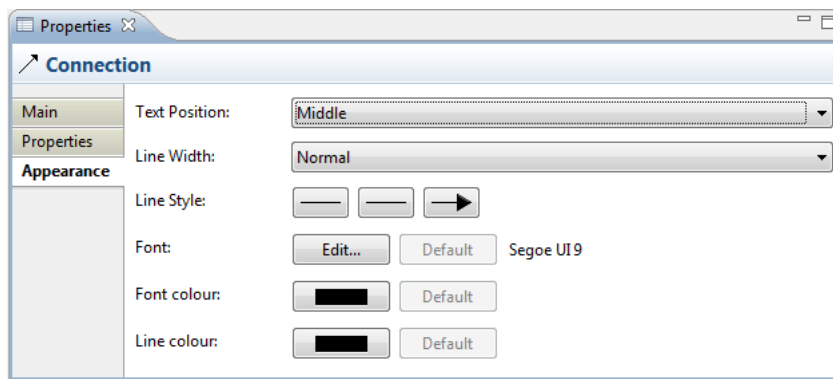 Properties
Connection
Main
Properties
Appearance
Text Position: Middle
Line Width: Normal
Line Style:
Font: Edit... Default Segoe UI 9
Font colour: Default
Line colour: Default